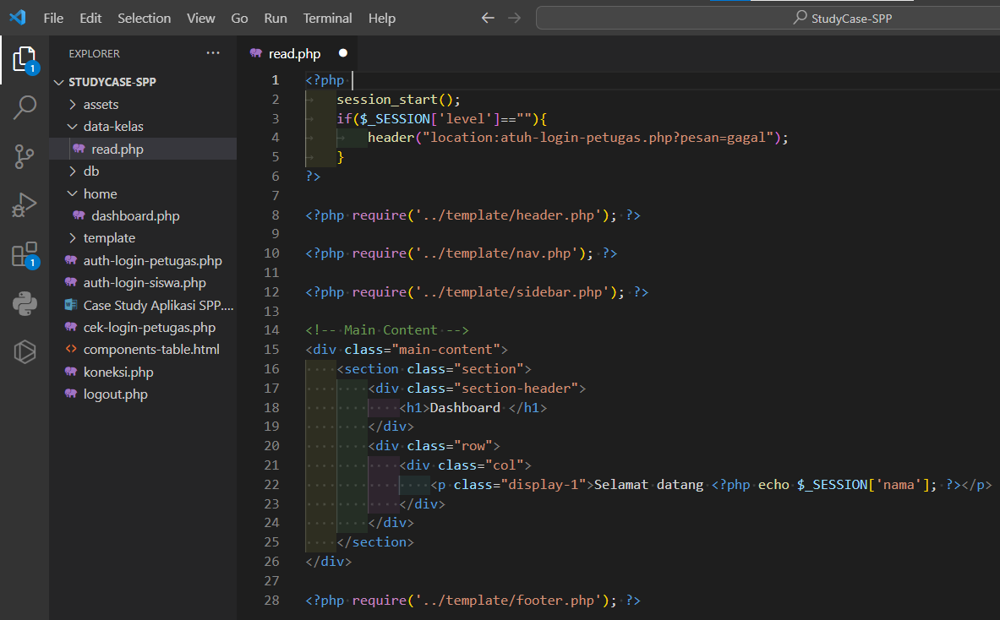 File Edit Selection View Go Run Terminal Help
StudyCase-SPP
EXPLORER
STUDYCASE-SPP
assets
data-kelas
read.php
db
home
dashboard.php
template
auth-login-petugas.php
auth-login-siswa.php
Case Study Aplikasi SPP....
cek-login-petugas.php
components-table.html
koneksi.php
logout.php
1
1
read.php
1 <?php
2 session_start();
3 if($_SESSION['level']==""){
4 header("location:atuh-login-petugas.php?pesan=gagal");
5 }
6 ?>
7
8 <?php require('../template/header.php'); ?>
9
10 <?php require('../template/nav.php'); ?>
11
12 <?php require('../template/sidebar.php'); ?>
13
14 <!-- Main Content -->
15 <div class="main-content">
16 <section class="section">
17 <div class="section-header">
18 <h1>Dashboard </h1>
19 </div>
20 <div class="row">
21 <div class="col">
22 <p class="display-1">Selamat datang <?php echo $_SESSION['nama']; ?></p>
23 </div>
24 </div>
25 </section>
26 </div>
27
28 <?php require('../template/footer.php'); ?>